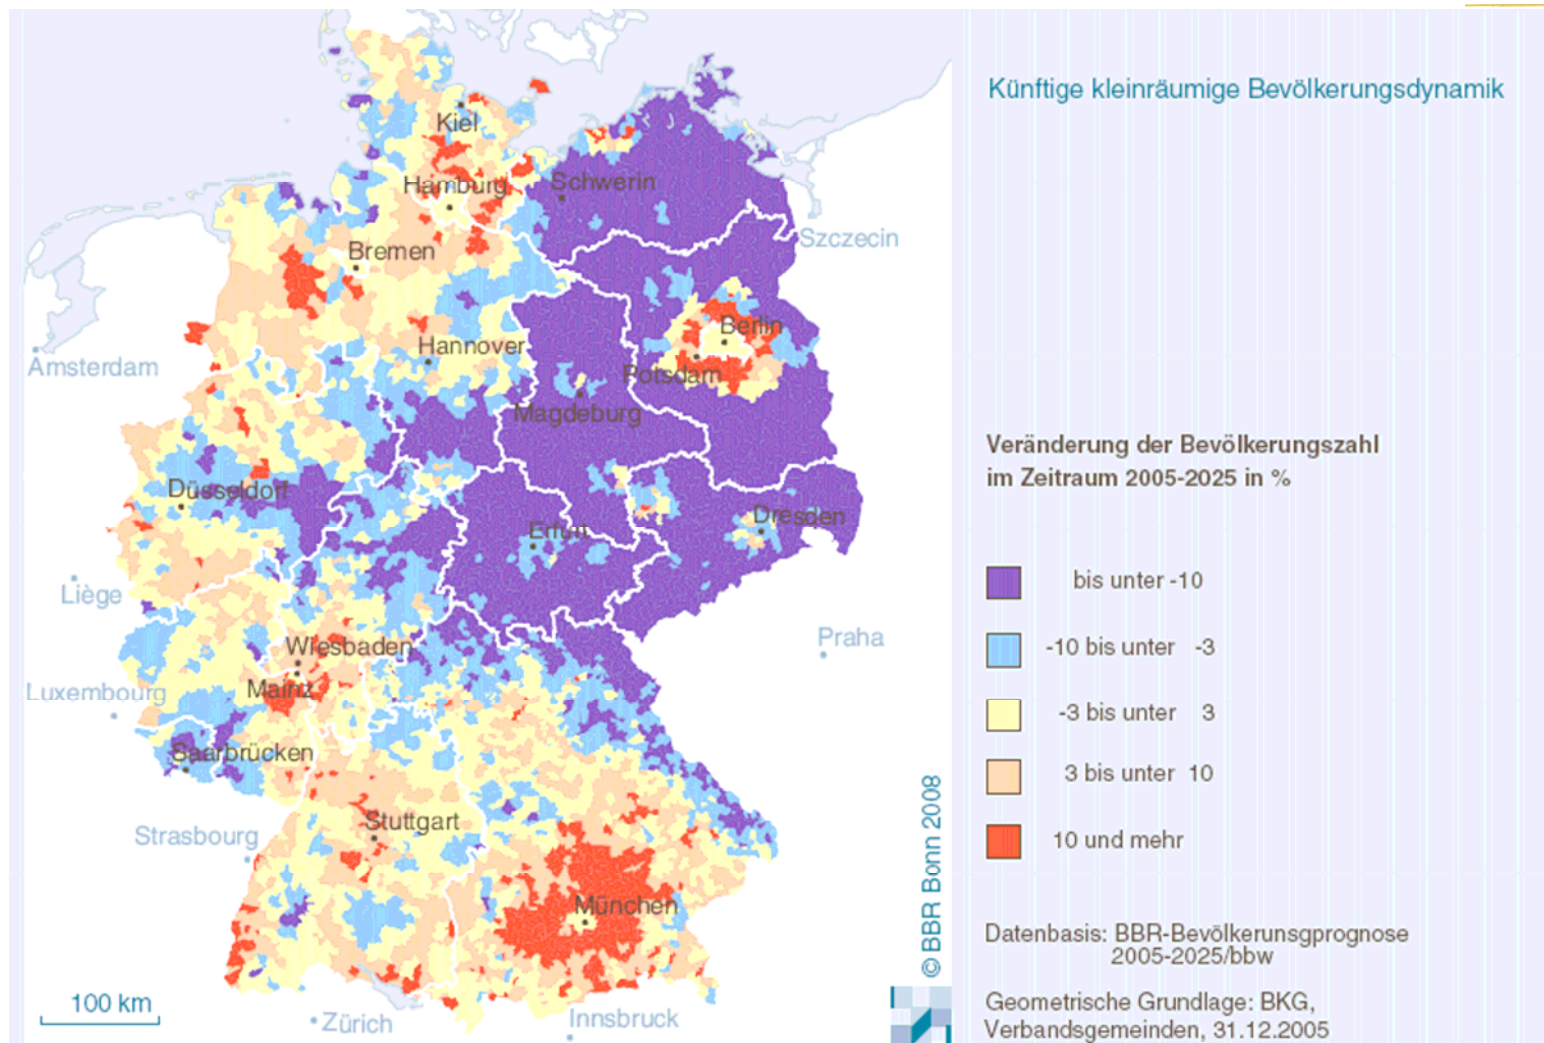 Künftige kleinräumige Bevölkerungsdynamik
Kiel
Hamburg
Schwerin
Szczecin
Bremen
Berlin
Hannover
Amsterdam
Potsdam
Magdeburg
Düsseldorf
Dresden
Erfurt
Liège
Praha
Wiesbaden
Mainz
Luxembourg
Saarbrücken
Stuttgart
Strasbourg
München
100 km
Zürich
Innsbruck
© BBR Bonn 2008
Veränderung der Bevölkerungszahl
im Zeitraum 2005-2025 in %
bis unter -10
-10 bis unter -3
-3 bis unter 3
3 bis unter 10
10 und mehr
Datenbasis: BBR-Bevölkerunsgprognose
2005-2025/bbw
Geometrische Grundlage: BKG,
Verbandsgemeinden, 31.12.2005